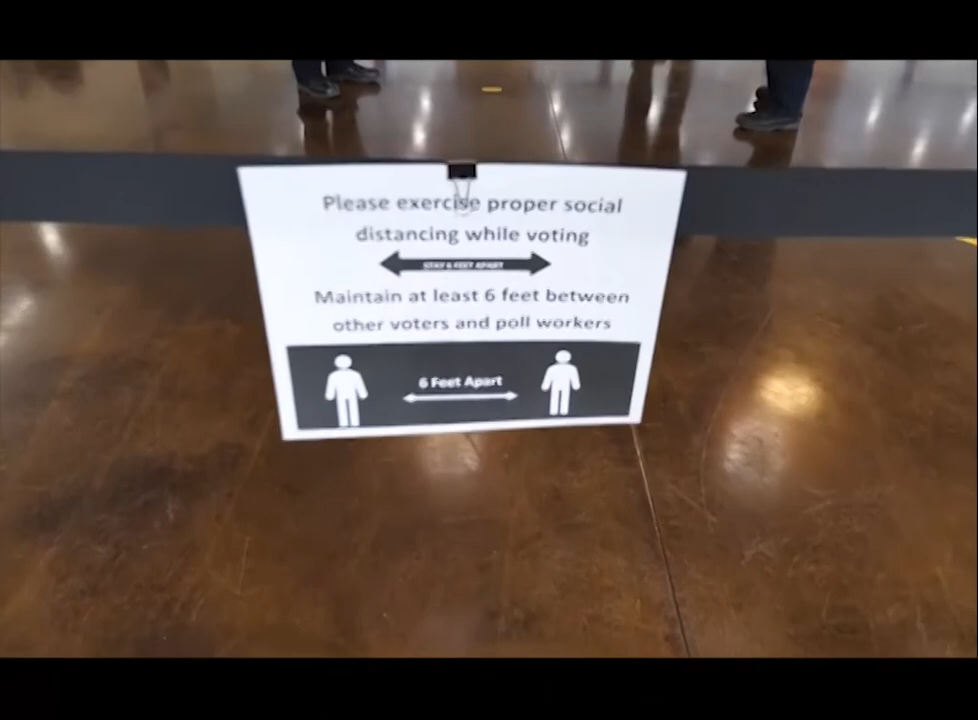 Please exercise proper social
distancing while voting
STAY 6 FEET APART
Maintain at least 6 feet between
other voters and poll workers
6 Feet Apart